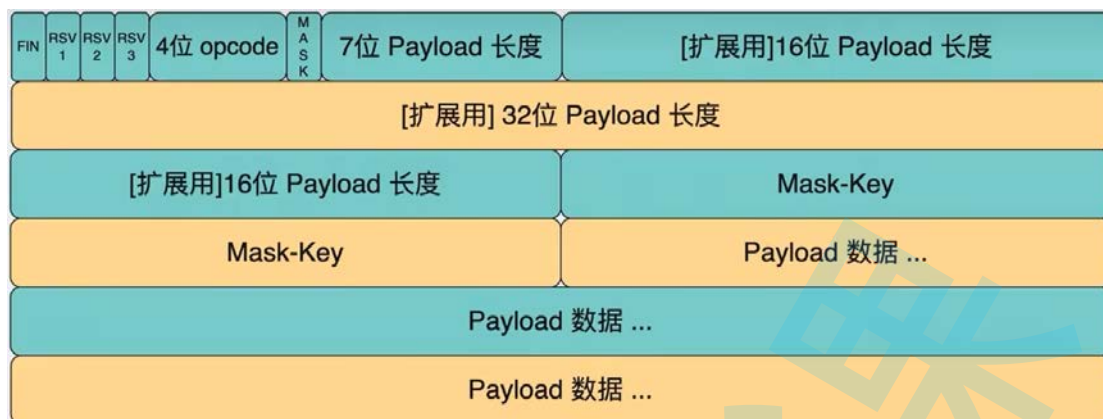 FIN RSV 1 RSV 2 RSV 3 4位 opcode MASK 7位 Payload 长度 [扩展用]16位 Payload 长度
[扩展用] 32位 Payload 长度
[扩展用]16位 Payload 长度 Mask-Key
Mask-Key Payload 数据 ...
Payload 数据 ...
Payload 数据 ...